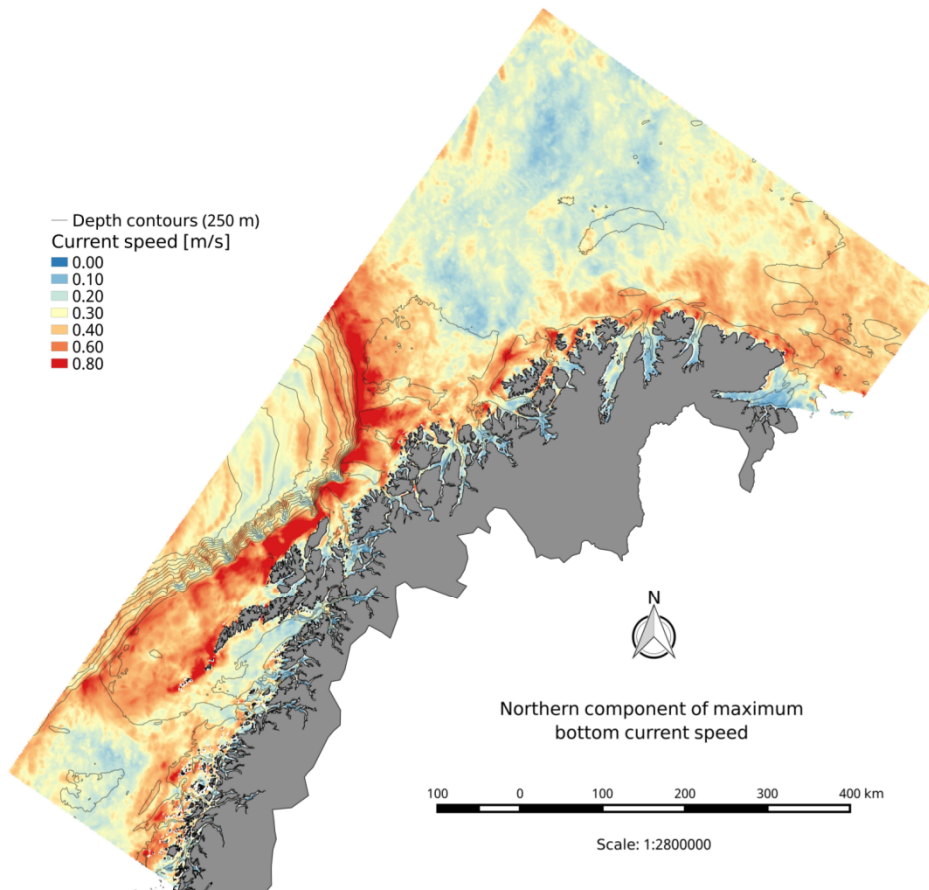 Depth contours (250 m)
Current speed [m/s]
0.00
0.10
0.20
0.30
0.40
0.60
0.80
N
Northern component of maximum
bottom current speed
100 0 100 200 300 400 km
Scale: 1:2800000